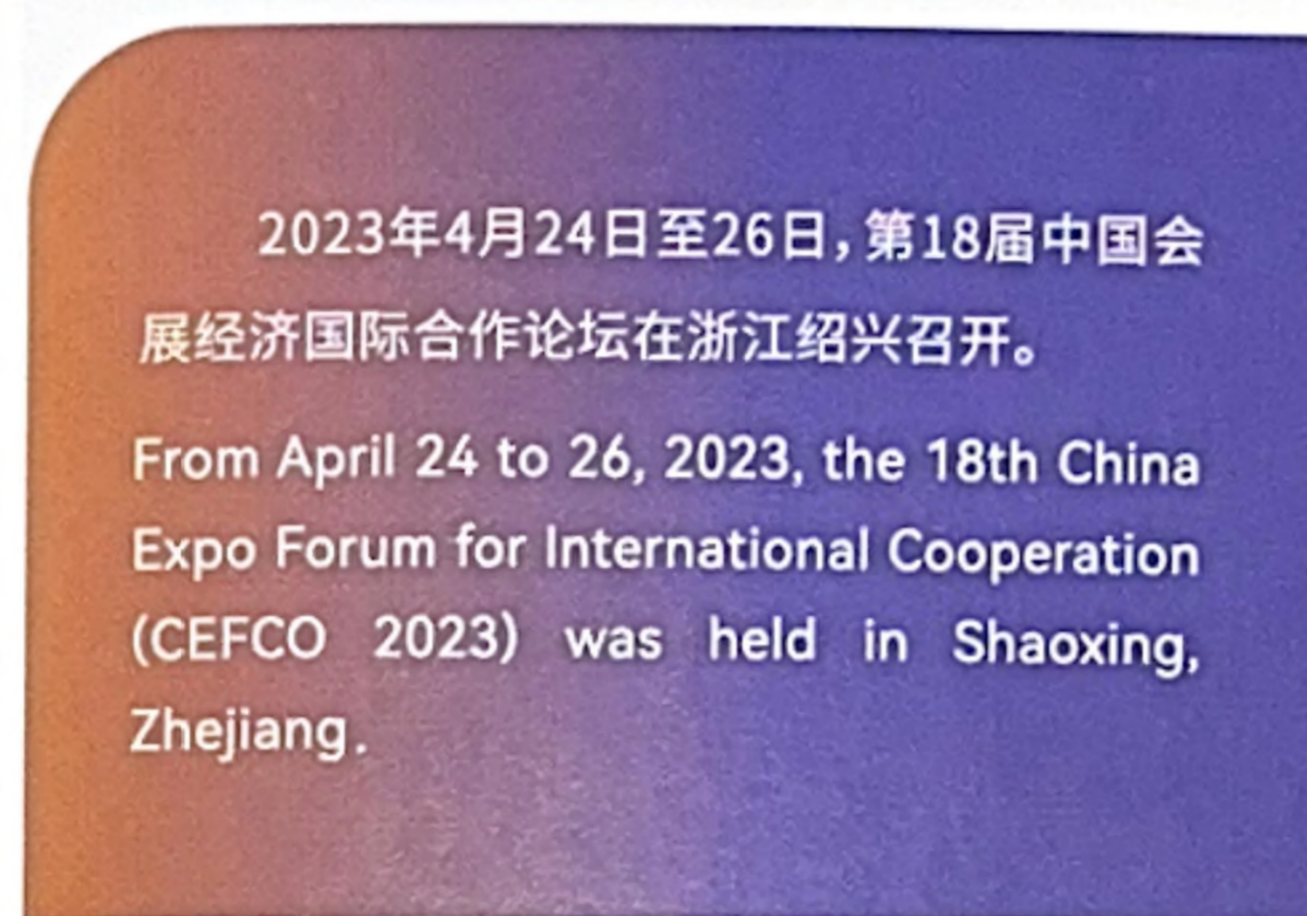 2023年4月24日至26日，第18届中国会
展经济国际合作论坛在浙江绍兴召开。
From April 24 to 26, 2023, the 18th China
Expo Forum for International Cooperation
(CEFCO 2023) was held in Shaoxing,
Zhejiang.